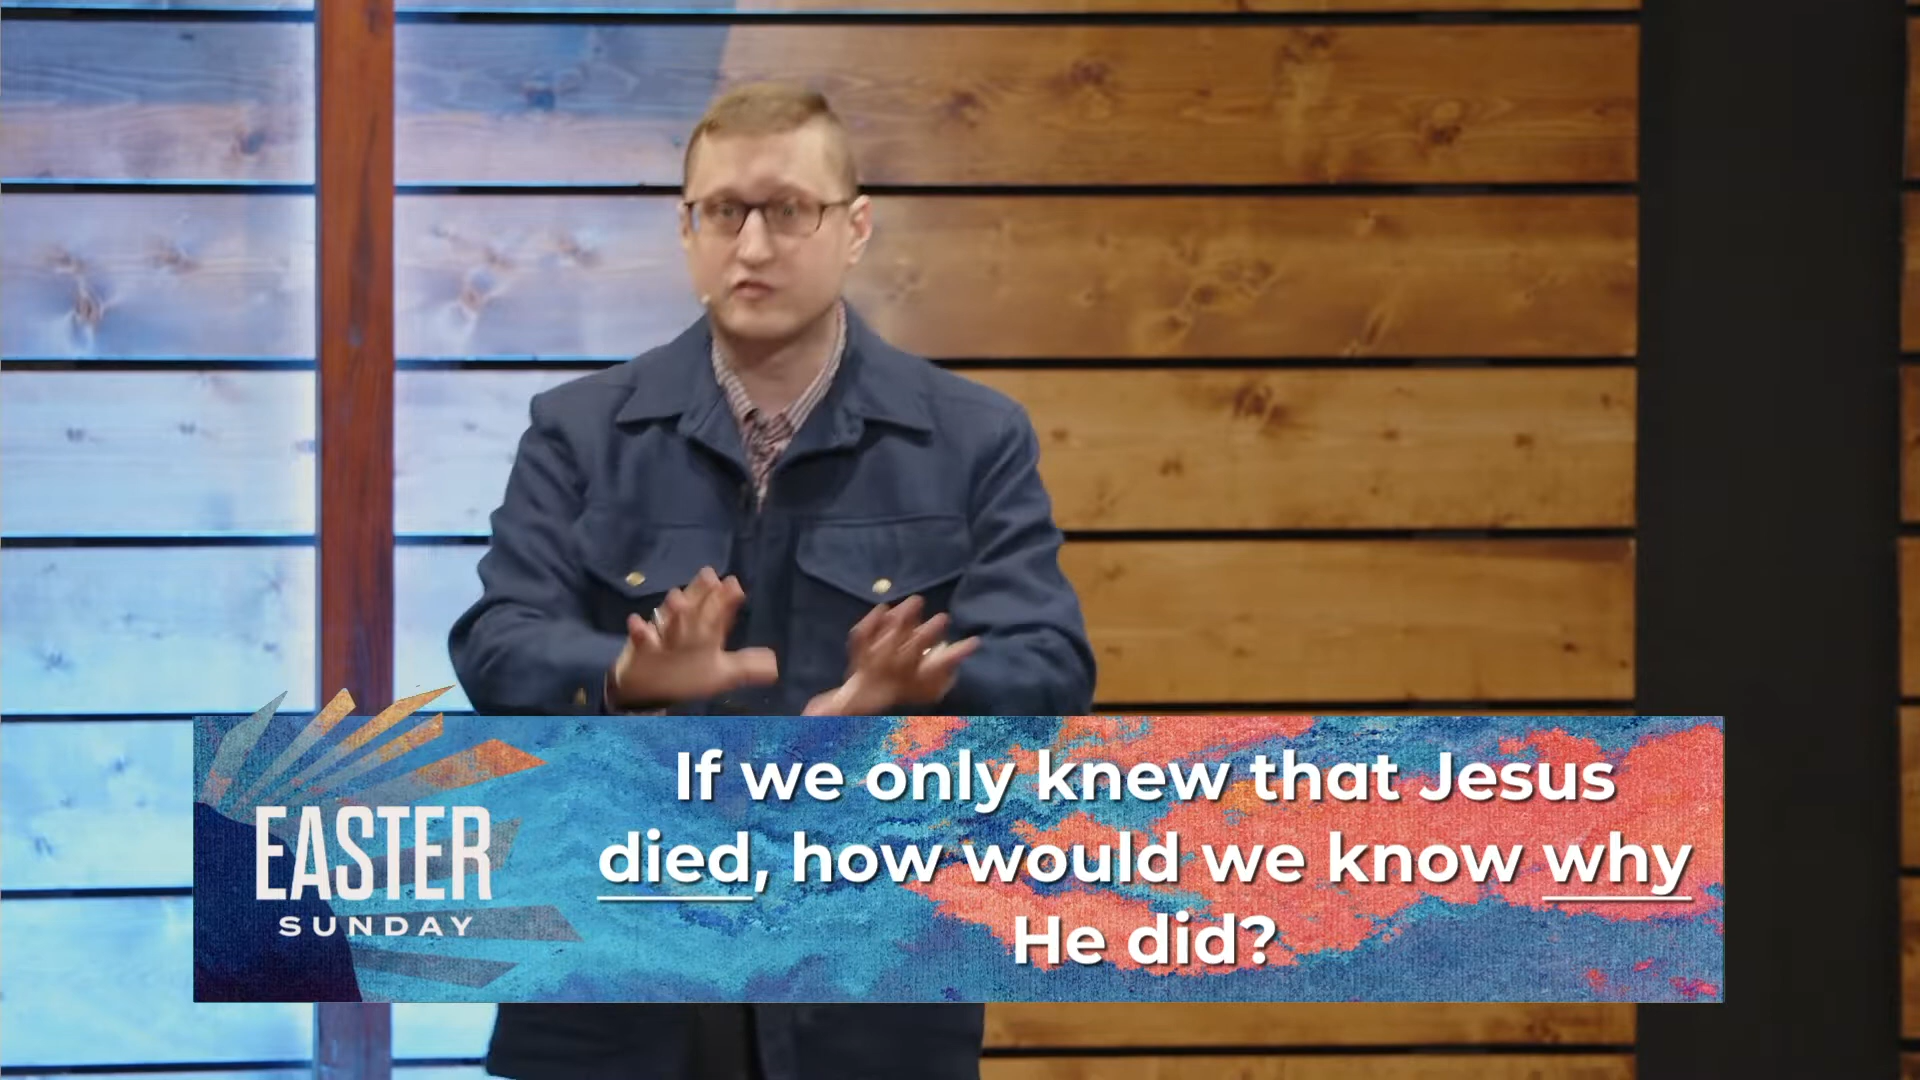 EASTER
SUNDAY
If we only knew that Jesus
died, how would we know why
He did?